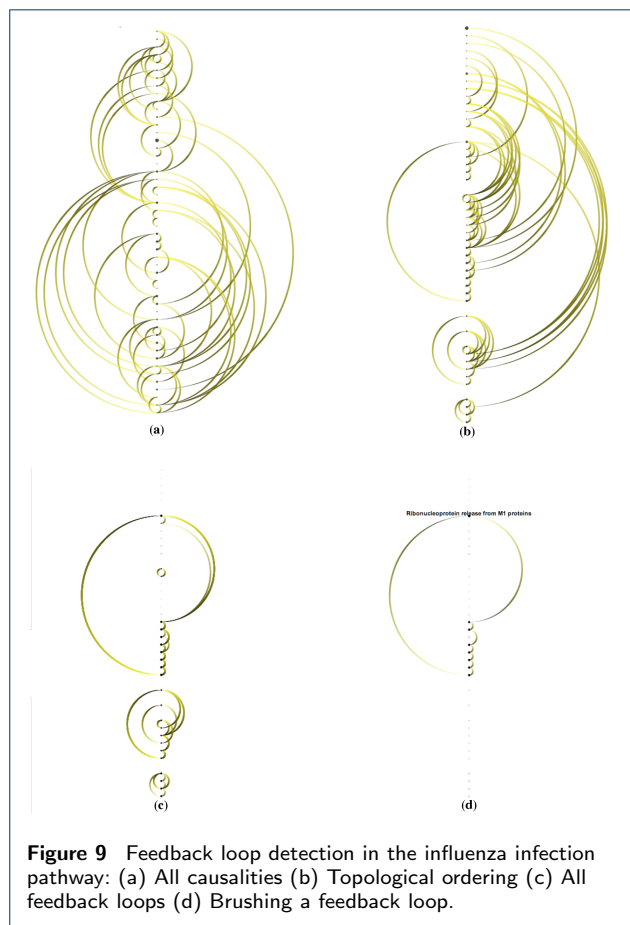 (a)
(b)
Ribonucleoprotein release from M1 proteins
(c)
(d)
Figure 9 Feedback loop detection in the influenza infection
pathway: (a) All causalities (b) Topological ordering (c) All
feedback loops (d) Brushing a feedback loop.